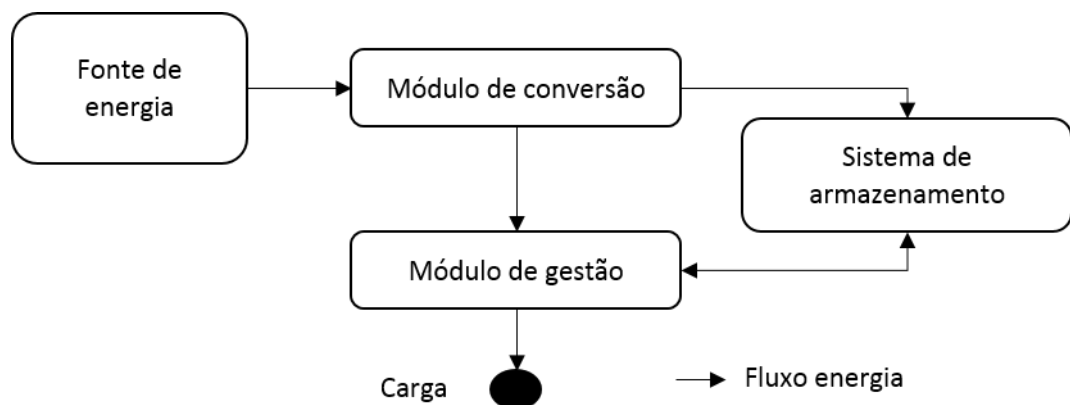 Fonte de
energia
Módulo de conversão
Sistema de
armazenamento
Módulo de gestão
Carga
Fluxo energia